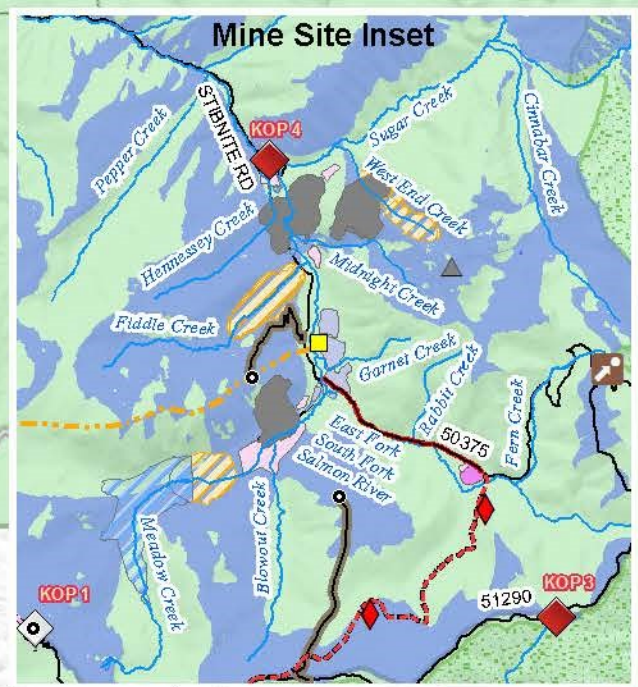 Mine Site Inset
STIBNITE RD
KOP 4
Pepper Creek
Sugar Creek
Cinnabar Creek
West End Creek
Hennessey Creek
Midnight Creek
Fiddle Creek
Garnet Creek
Rabbit Creek
Fern Creek
50375
East Fork
South Fork
Salmon River
Blowout Creek
Meadow Creek
KOP 1
51290
KOP 3